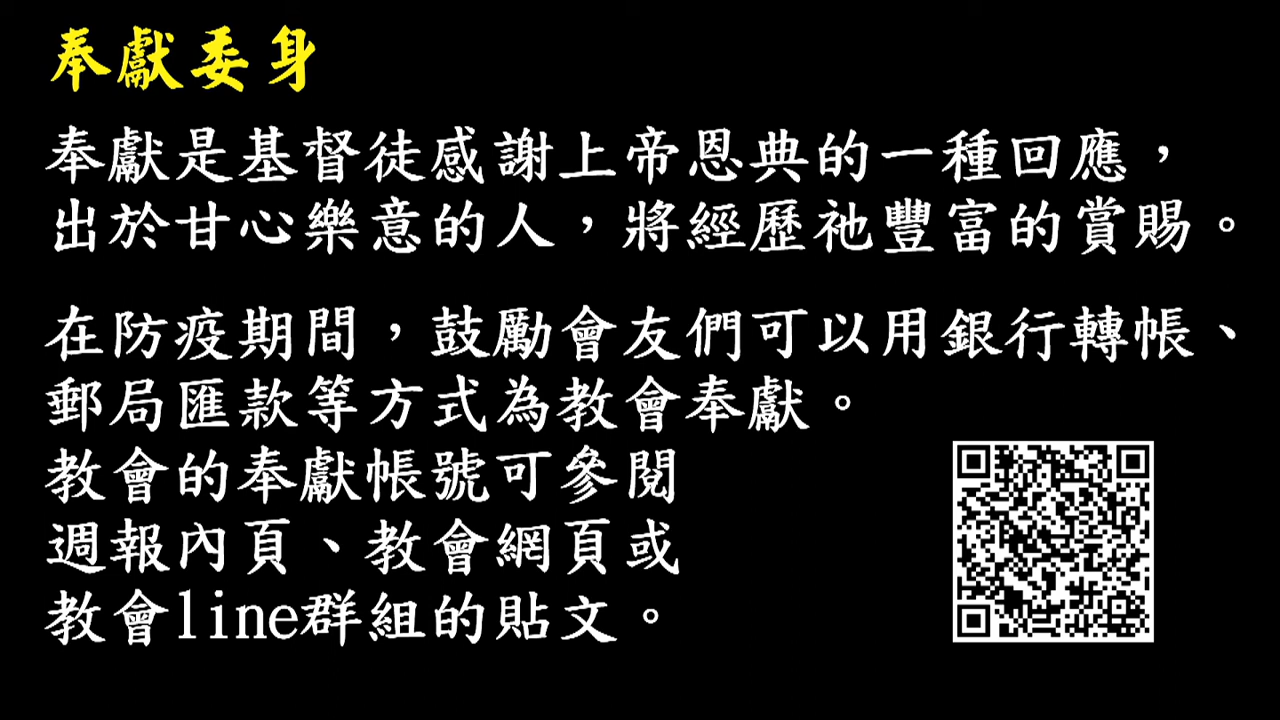 奉獻委身
奉獻是基督徒感謝上帝恩典的一種回應，
出於甘心樂意的人，將經歷祂豐富的賞賜。
在防疫期間，鼓勵會友們可以用銀行轉帳、
郵局匯款等方式為教會奉獻。
教會的奉獻帳號可參閱
週報內頁、教會網頁或
教會line群組的貼文。